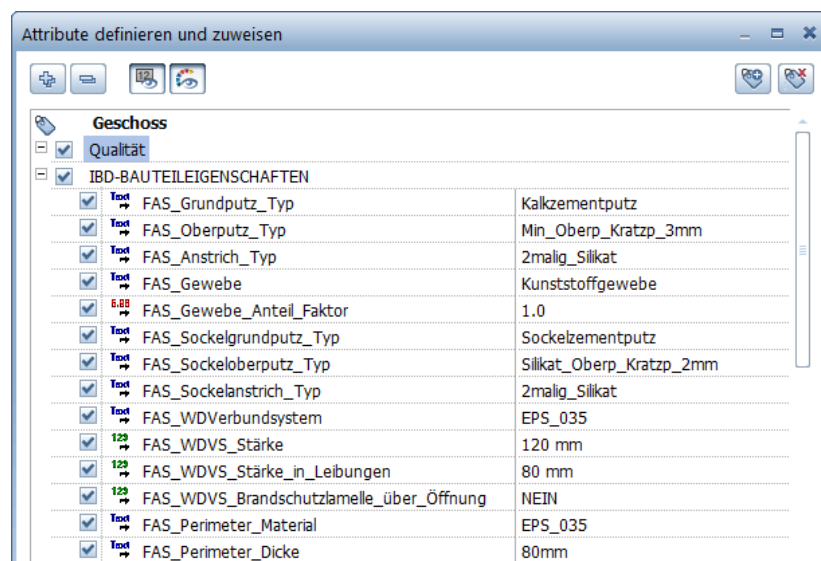 Attribute definieren und zuweisen
Geschoss
Qualität
IBD-BAUTEILEIGENSCHAFTEN
Text FAS_Grundputz_Typ Kalkzementputz
Text FAS_Oberputz_Typ Min_Oberp_Kratzp_3mm
Text FAS_Anstrich_Typ 2malig_Silikat
Text FAS_Gewebe Kunststoffgewebe
6.88 FAS_Gewebe_Anteil_Faktor 1.0
Text FAS_Sockelgrundputz_Typ Sockelzementputz
Text FAS_Sockeloberputz_Typ Silikat_Oberp_Kratzp_2mm
Text FAS_Sockelanstrich_Typ 2malig_Silikat
Text FAS_WDVerbundsystem EPS_035
123 FAS_WDVS_Stärke 120 mm
123 FAS_WDVS_Stärke_in_Leibungen 80 mm
123 FAS_WDVS_Brandschutzlamelle_über_Öffnung NEIN
Text FAS_Perimeter_Material EPS_035
Text FAS_Perimeter_Dicke 80mm